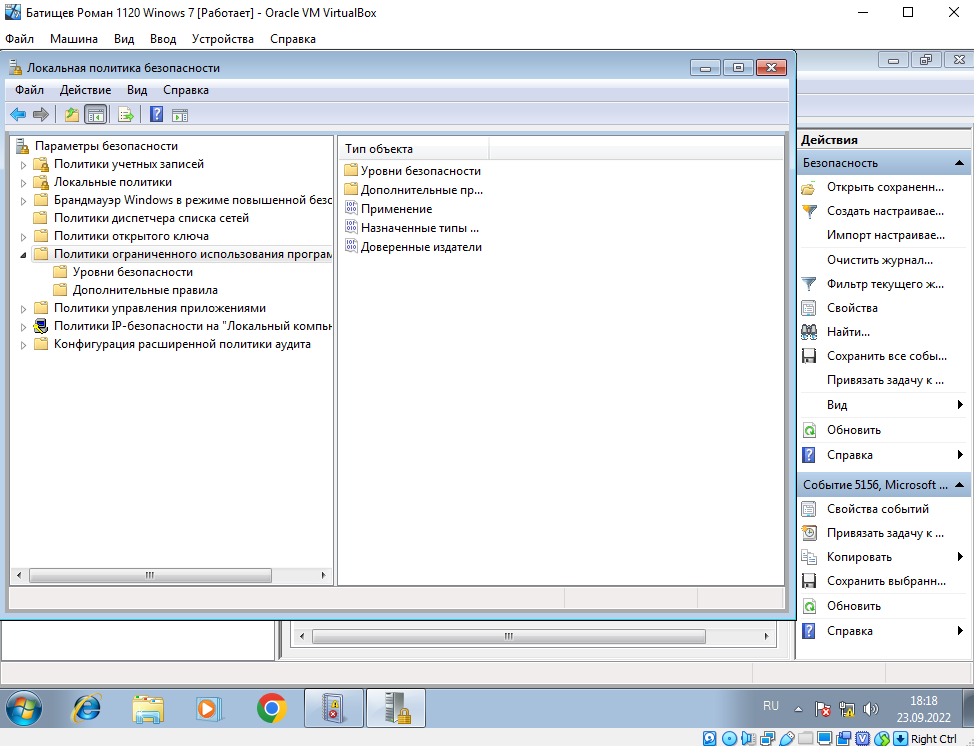 Батищев Роман 1120 Winows 7 [Работает] - Oracle VM VirtualBox
Файл Машина Вид Ввод Устройства Справка
Локальная политика безопасности
Файл Действие Вид Справка
Параметры безопасности
Политики учетных записей
Локальные политики
Брандмауэр Windows в режиме повышенной безо
Политики диспетчера списка сетей
Политики открытого ключа
Политики ограниченного использования програм
Уровни безопасности
Дополнительные правила
Политики управления приложениями
Политики IP-безопасности на "Локальный компьн
Конфигурация расширенной политики аудита
Тип объекта
Уровни безопасности
Дополнительные пр...
Применение
Назначенные типы ...
Доверенные издатели
Действия
Безопасность
Открыть сохраненн...
Создать настраивае...
Импорт настраивае...
Очистить журнал...
Фильтр текущего ж...
Свойства
Найти...
Сохранить все собы...
Привязать задачу к ...
Вид
Обновить
Справка
Событие 5156, Microsoft ...
Свойства событий
Привязать задачу к ...
Копировать
Сохранить выбранн...
Обновить
Справка
RU
18:18
23.09.2022
Right Ctrl